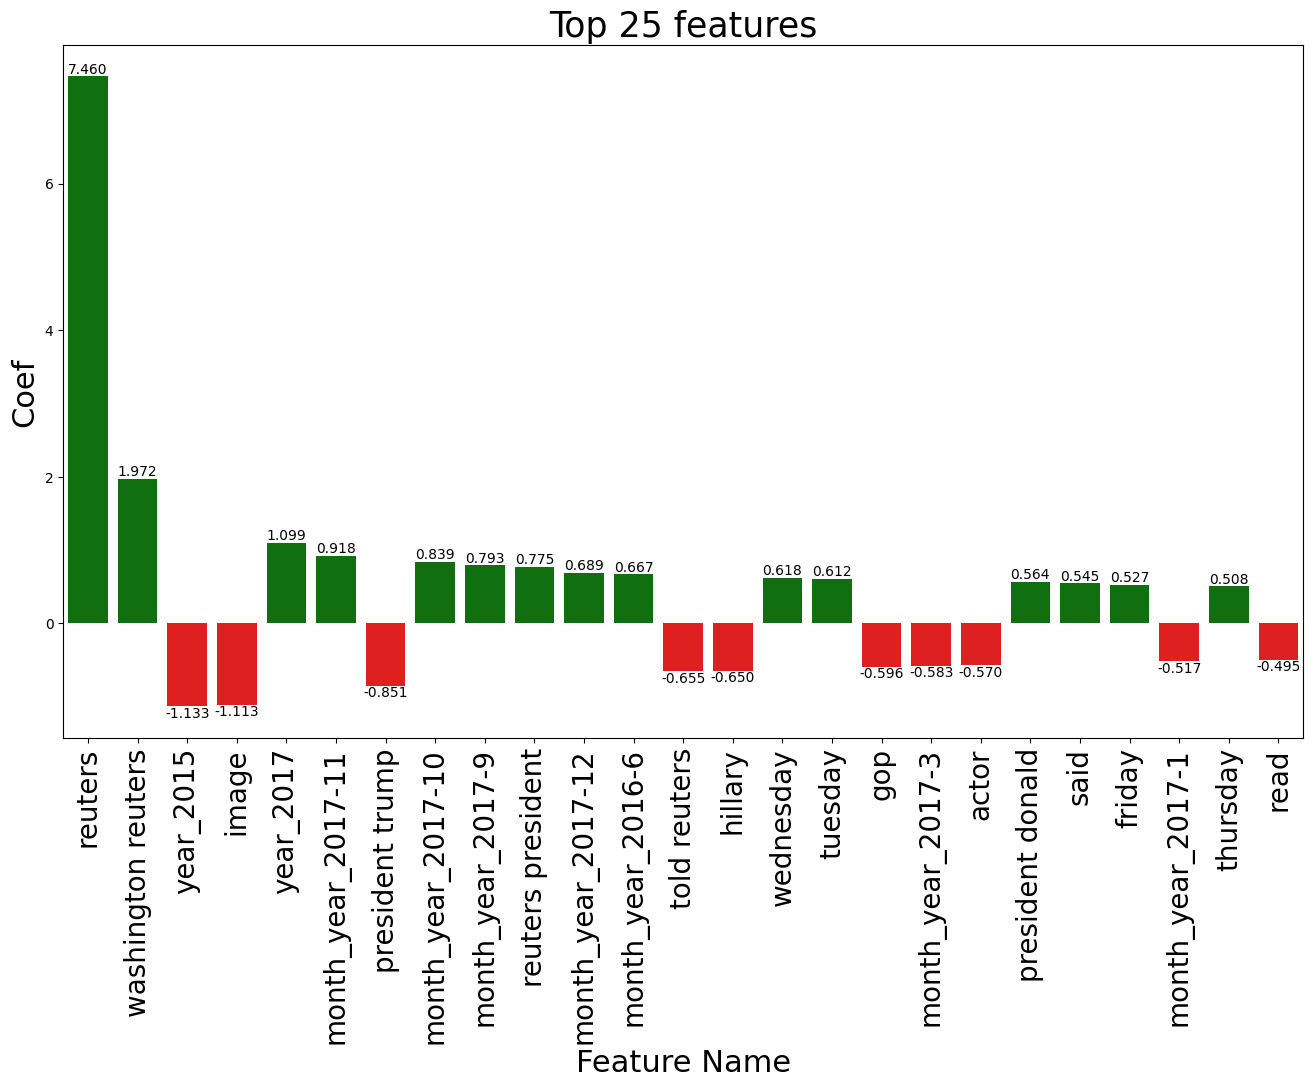 Top 25 features
7.460
1.972
-1.133
-1.113
1.099
0.918
-0.851
0.839
0.793
0.775
0.689
0.667
-0.655
-0.650
0.618
0.612
-0.596
-0.583
-0.570
0.564
0.545
0.527
-0.517
0.508
-0.495
6
4
2
0
Coef
reuters
washington reuters
year_2015
image
year_2017
month_year_2017-11
president trump
month_year_2017-10
month_year_2017-9
reuters president
month_year_2017-12
month_year_2016-6
told reuters
hillary
wednesday
tuesday
gop
month_year_2017-3
actor
president donald
said
friday
month_year_2017-1
thursday
read
Feature Name